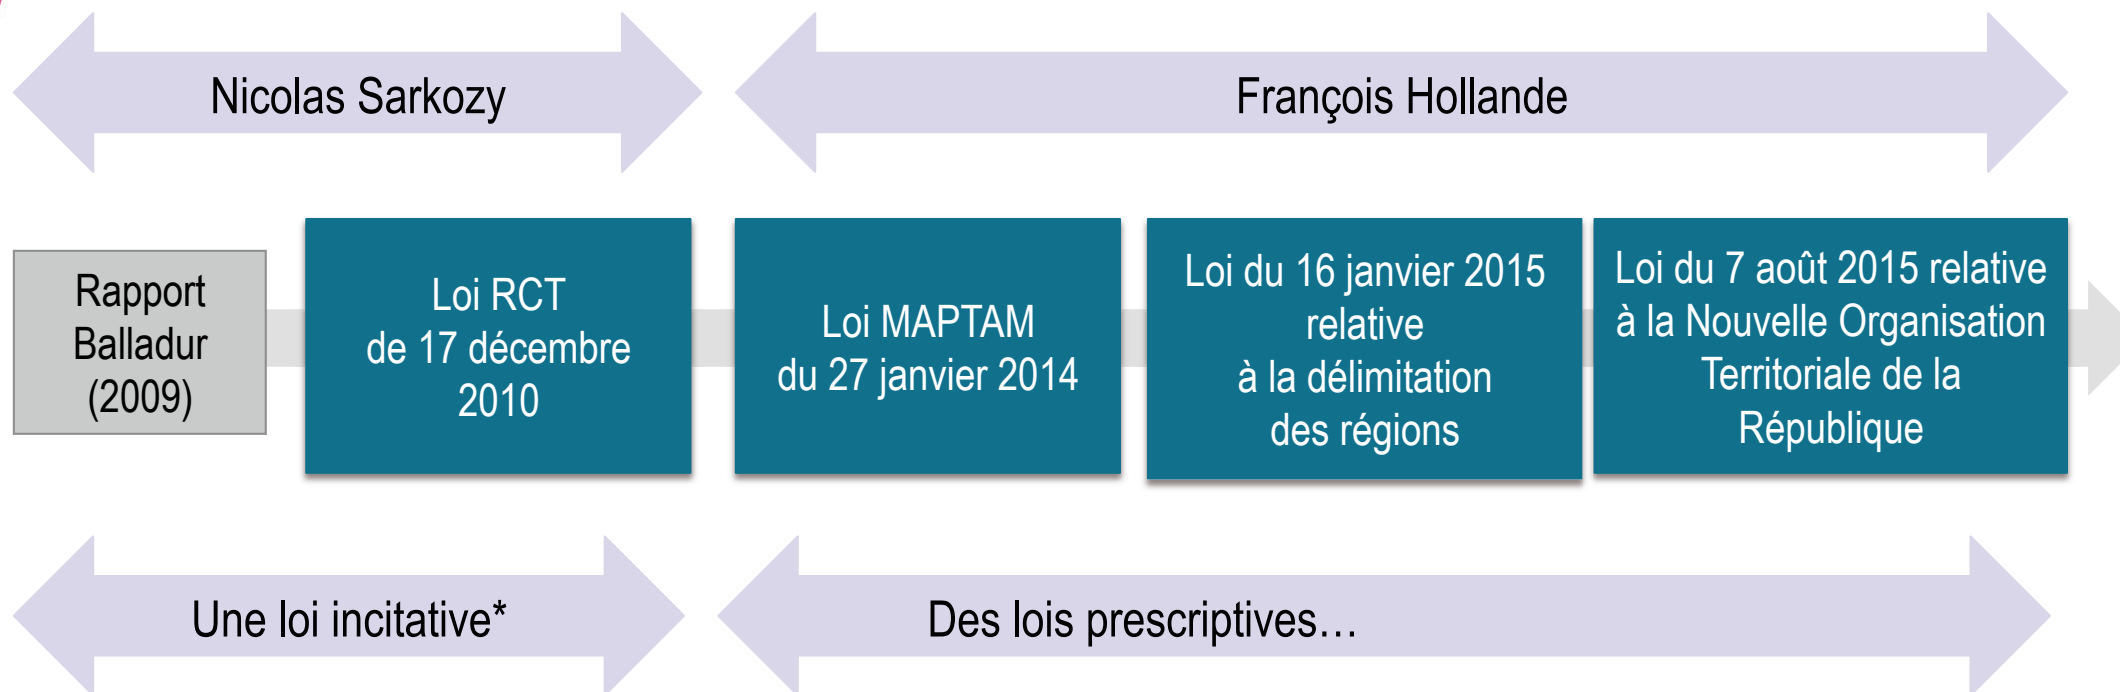 Nicolas Sarkozy
François Hollande
Rapport
Balladur
(2009)
Loi RCT
de 17 décembre
2010
Loi MAPTAM
du 27 janvier 2014
Loi du 16 janvier 2015
relative
à la délimitation
des régions
Loi du 7 août 2015 relative
à la Nouvelle Organisation
Territoriale de la
République
Une loi incitative*
Des lois prescriptives…